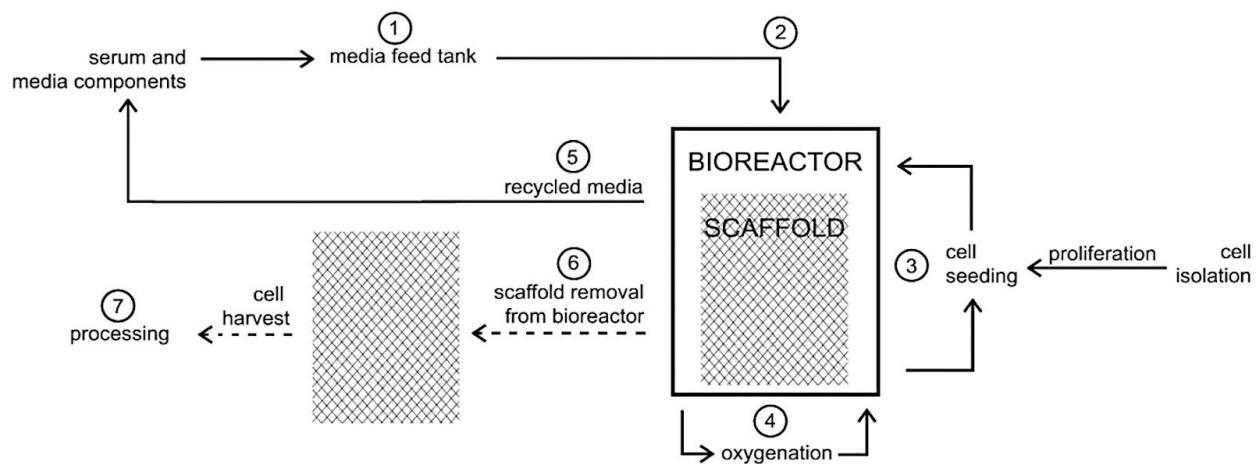 1
serum and
media components
media feed tank
2
BIOREACTOR
SCAFFOLD
5
recycled media
3
cell
seeding
proliferation
cell
isolation
6
scaffold removal
from bioreactor
cell
harvest
7
processing
4
oxygenation